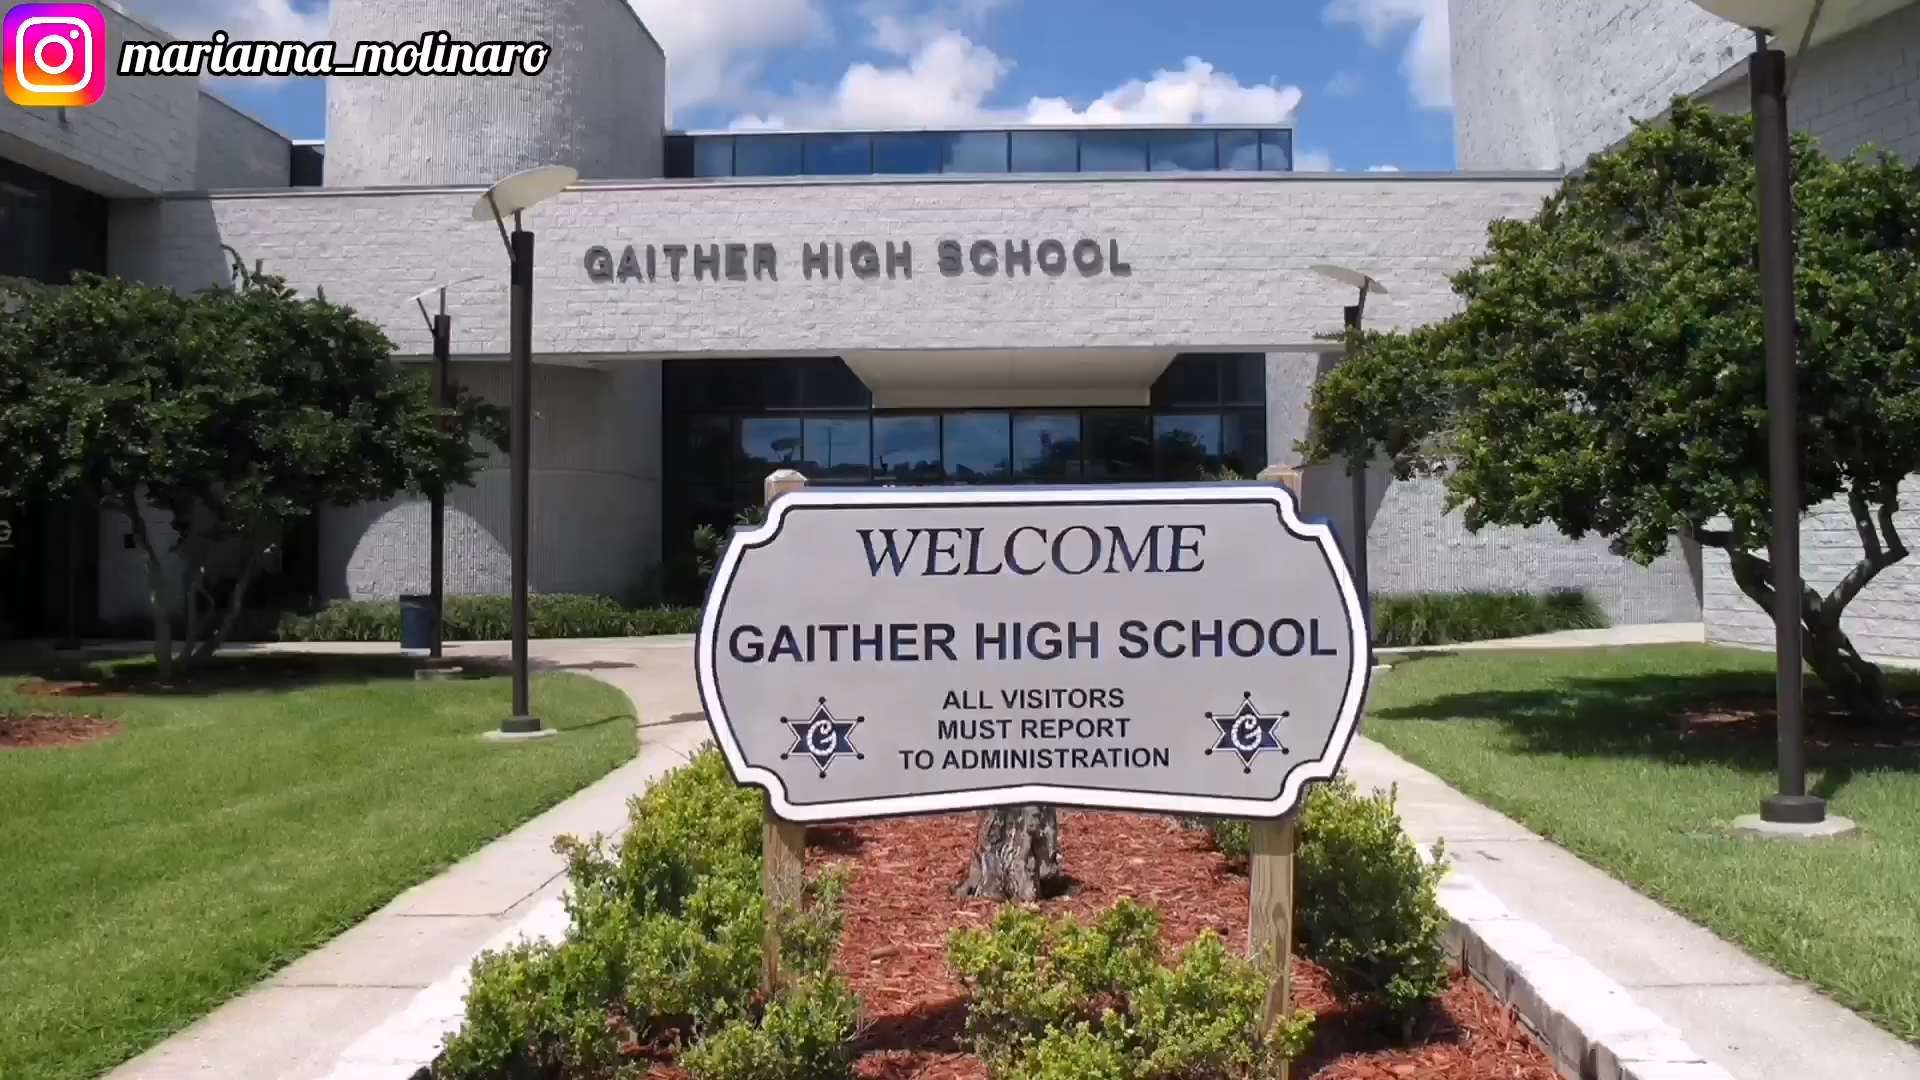 marianna_molinaro
GAITHER HIGH SCHOOL
WELCOME
GAITHER HIGH SCHOOL
ALL VISITORS
MUST REPORT
TO ADMINISTRATION
G G